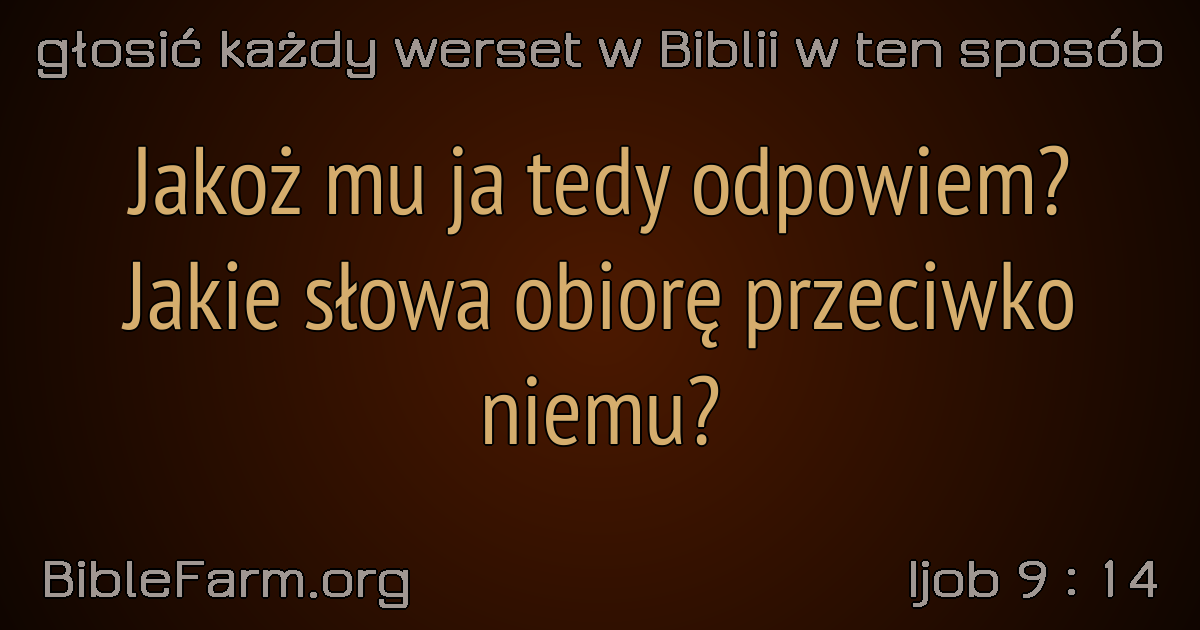 głosić każdy werset w Biblii w ten sposób
Jakoż mu ja tedy odpowiem?
Jakie słowa obiorę przeciwko
niemu?
BibleFarm.org
Ijob 9 : 14